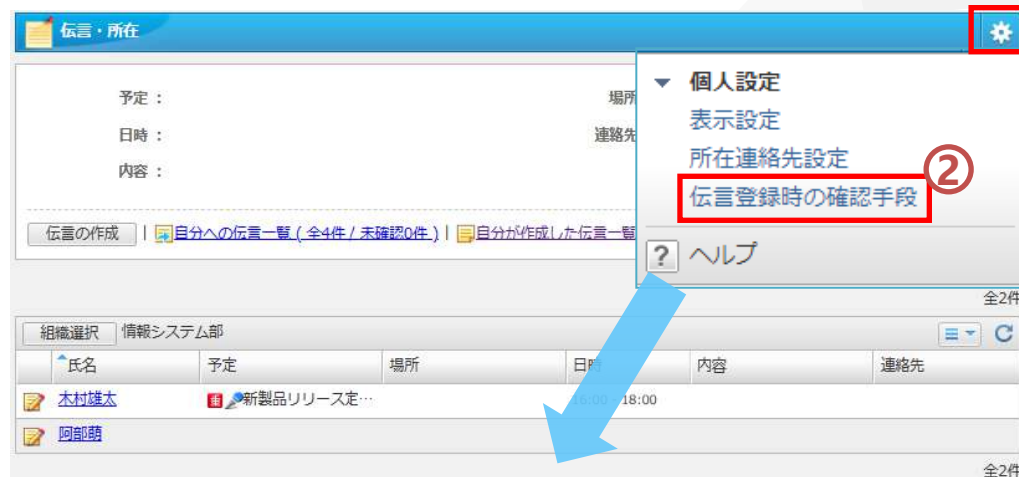 伝言・所在
予定：
場所
日時：
連絡先
内容：
伝言の作成 | 自分への伝言一覧 ( 全4件 / 未確認0件 ) | 自分が作成した伝言一覧
個人設定
表示設定
所在連絡先設定
②
伝言登録時の確認手段
? ヘルプ
全2件
組織選択 情報システム部
氏名 予定 場所 日時 内容 連絡先
木村雄太 重 新製品リリース定… 18:00
阿部萌
全2件